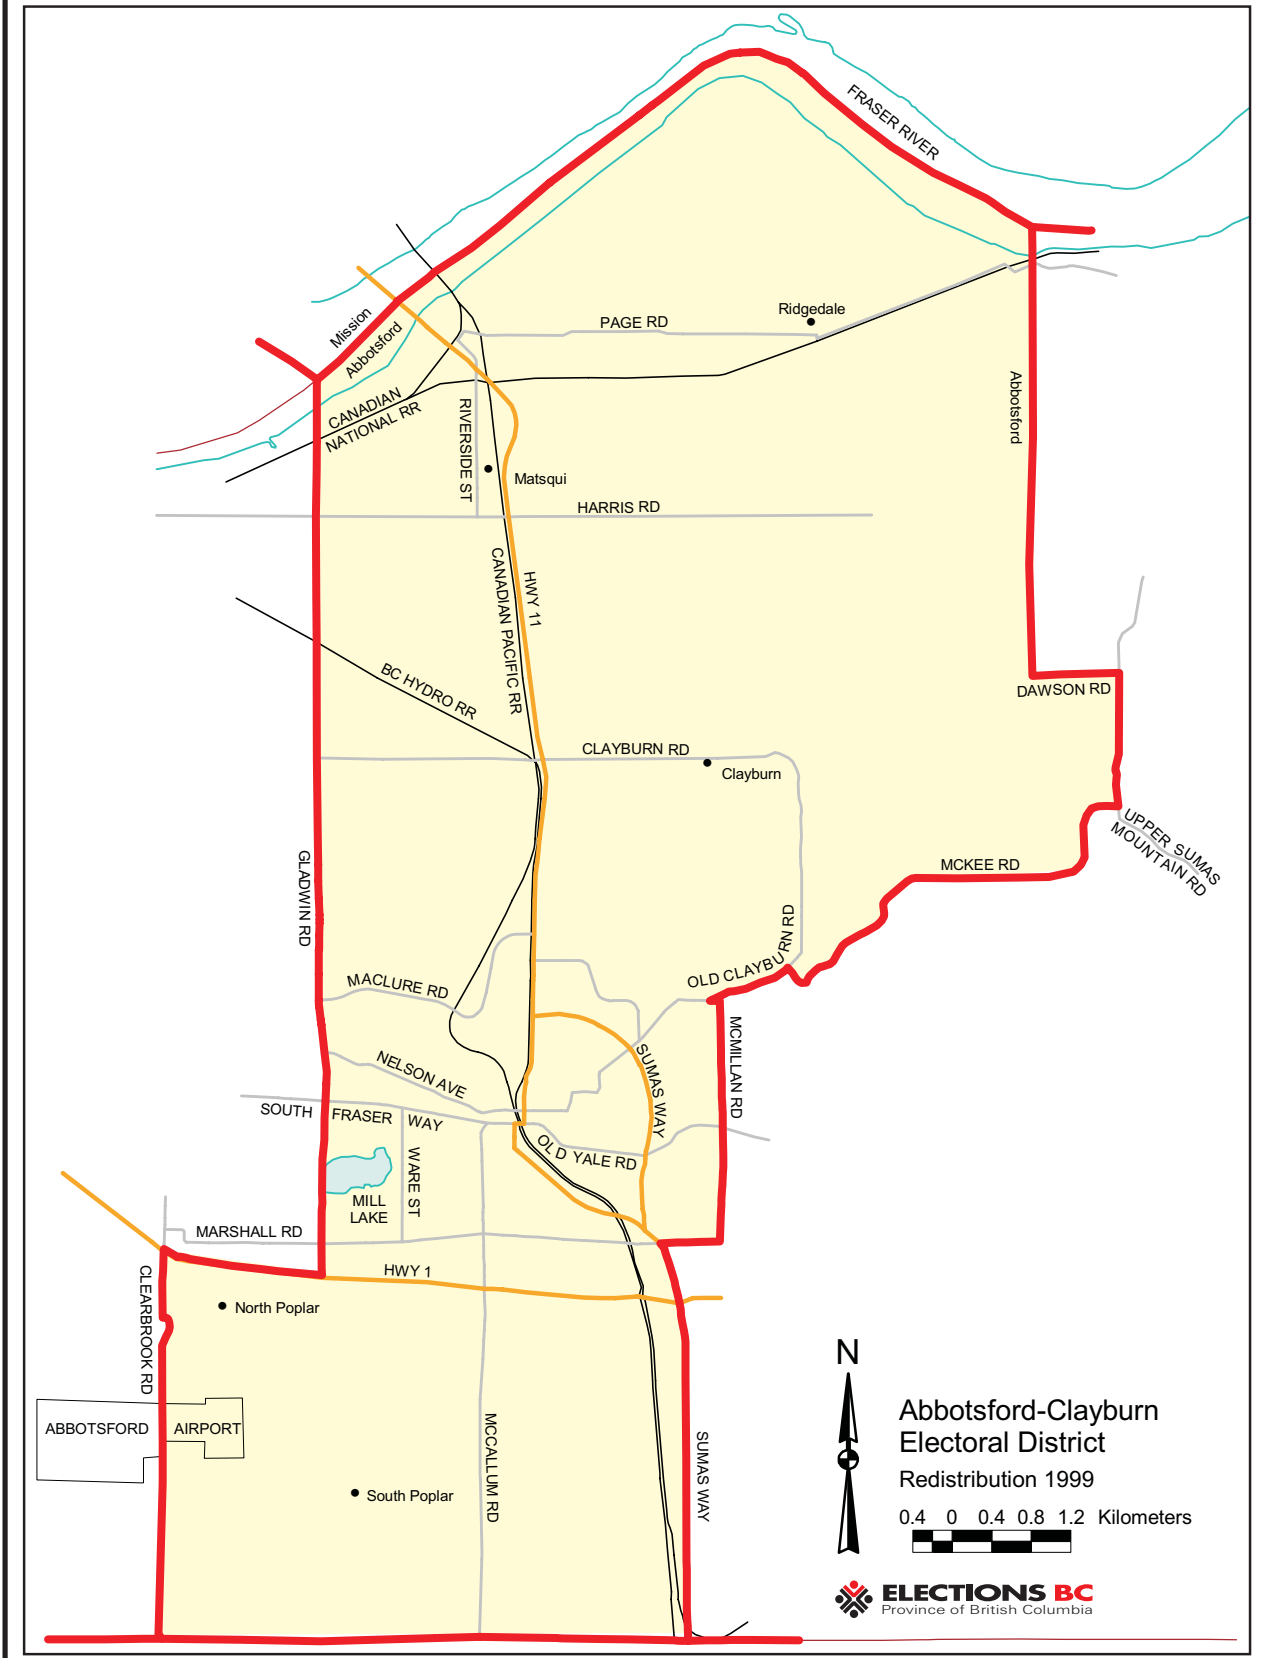 FRASER RIVER
Mission
Abbotsford
Ridgedale
PAGE RD
CANADIAN
NATIONAL RR
RIVERSIDE ST
Abbotsford
Matsqui
HARRIS RD
CANADIAN PACIFIC RR
HWY 11
BC HYDRO RR
DAWSON RD
CLAYBURN RD
Clayburn
UPPER SUMAS
MOUNTAIN RD
MCKEE RD
GLADWIN RD
OLD CLAYBURN RD
MACLURE RD
MCMILLAN RD
SUMAS WAY
NELSON AVE
SOUTH FRASER WAY
OLD YALE RD
WARE ST
MILL
LAKE
MARSHALL RD
HWY 1
CLEARBROOK RD
North Poplar
ABBOTSFORD AIRPORT
MCCALLUM RD
SUMAS WAY
South Poplar
N
Abbotsford-Clayburn
Electoral District
Redistribution 1999
0.4 0 0.4 0.8 1.2 Kilometers
ELECTIONS BC
Province of British Columbia